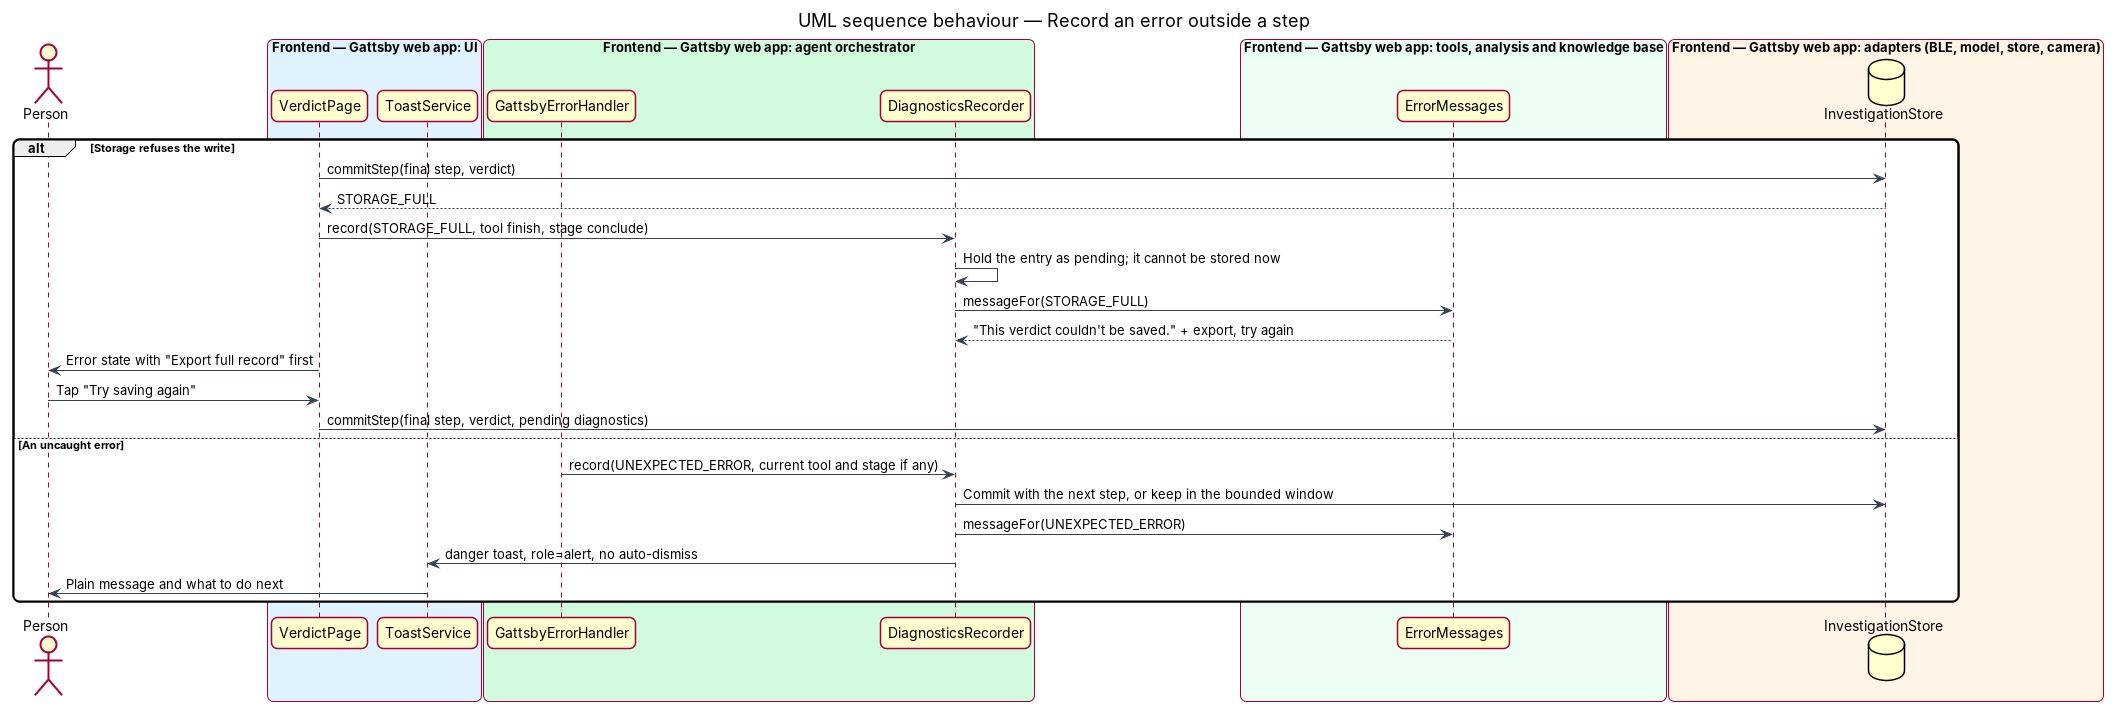 UML sequence behaviour — Record an error outside a step
Frontend — Gattsby web app: UI
Frontend — Gattsby web app: agent orchestrator
Frontend — Gattsby web app: tools, analysis and knowledge base
Frontend — Gattsby web app: adapters (BLE, model, store, camera)
Person
VerdictPage
ToastService
GattsbyErrorHandler
DiagnosticsRecorder
ErrorMessages
InvestigationStore
alt
[Storage refuses the write]
commitStep(final step, verdict)
STORAGE_FULL
record(STORAGE_FULL, tool finish, stage conclude)
Hold the entry as pending; it cannot be stored now
messageFor(STORAGE_FULL)
"This verdict couldn't be saved." + export, try again
Error state with "Export full record" first
Tap "Try saving again"
commitStep(final step, verdict, pending diagnostics)
[An uncaught error]
record(UNEXPECTED_ERROR, current tool and stage if any)
Commit with the next step, or keep in the bounded window
messageFor(UNEXPECTED_ERROR)
danger toast, role=alert, no auto-dismiss
Plain message and what to do next
Person
VerdictPage
ToastService
GattsbyErrorHandler
DiagnosticsRecorder
ErrorMessages
InvestigationStore